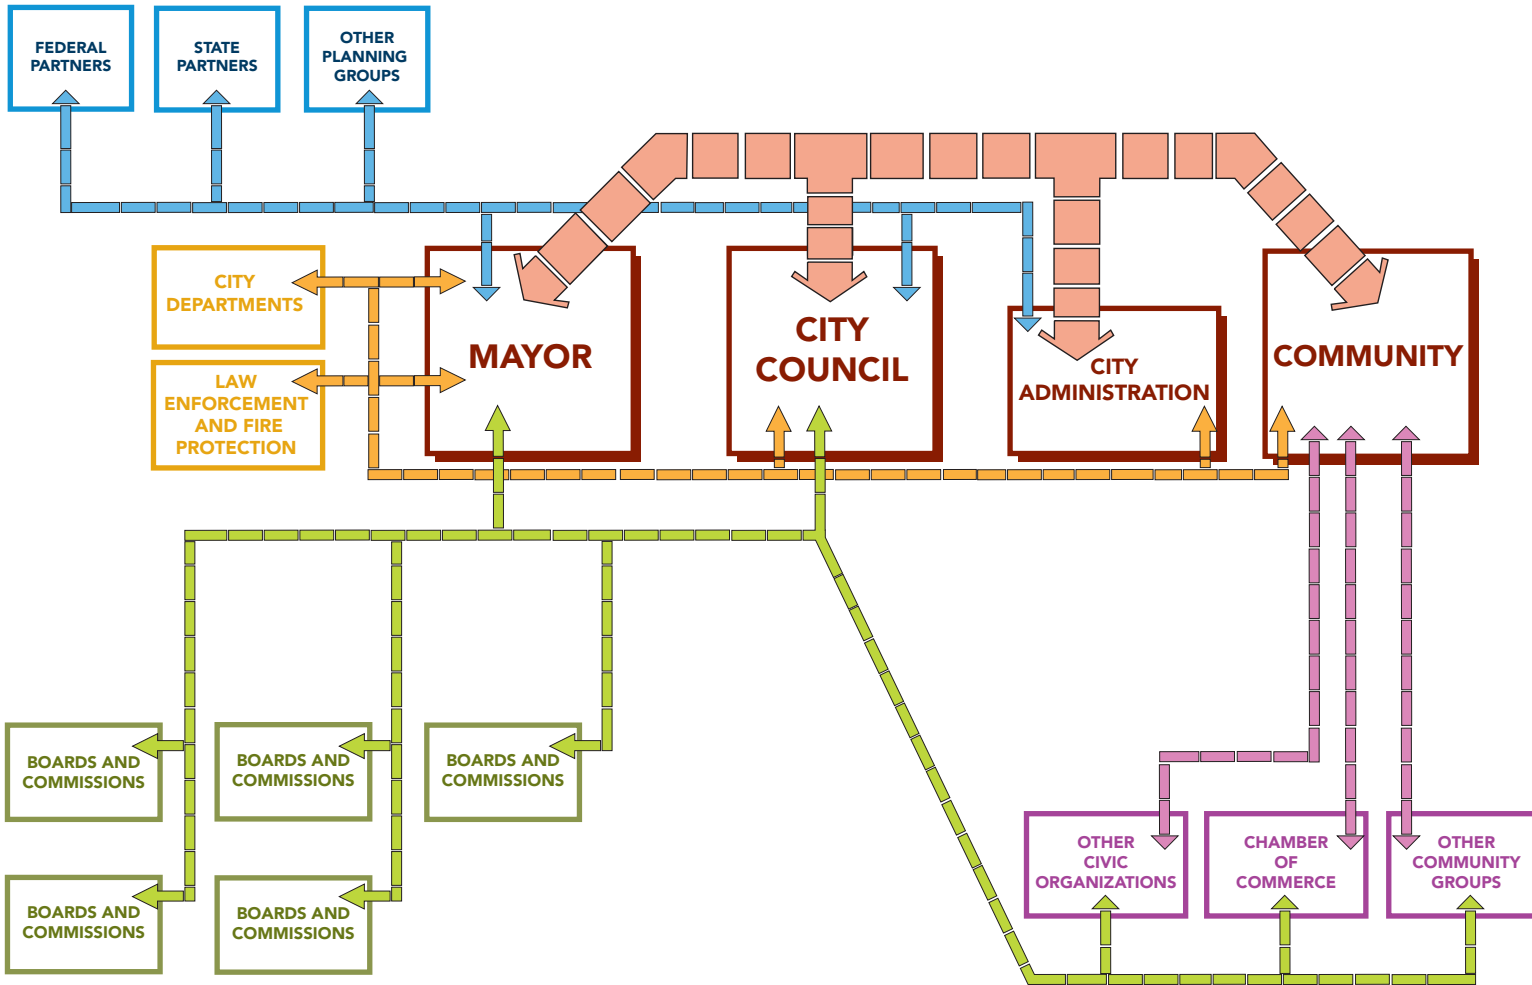 FEDERAL
PARTNERS
STATE
PARTNERS
OTHER
PLANNING
GROUPS
CITY
DEPARTMENTS
LAW
ENFORCEMENT
AND FIRE
PROTECTION
MAYOR
CITY
COUNCIL
CITY
ADMINISTRATION
COMMUNITY
BOARDS AND
COMMISSIONS
BOARDS AND
COMMISSIONS
BOARDS AND
COMMISSIONS
BOARDS AND
COMMISSIONS
BOARDS AND
COMMISSIONS
OTHER
CIVIC
ORGANIZATIONS
CHAMBER
OF
COMMERCE
OTHER
COMMUNITY
GROUPS